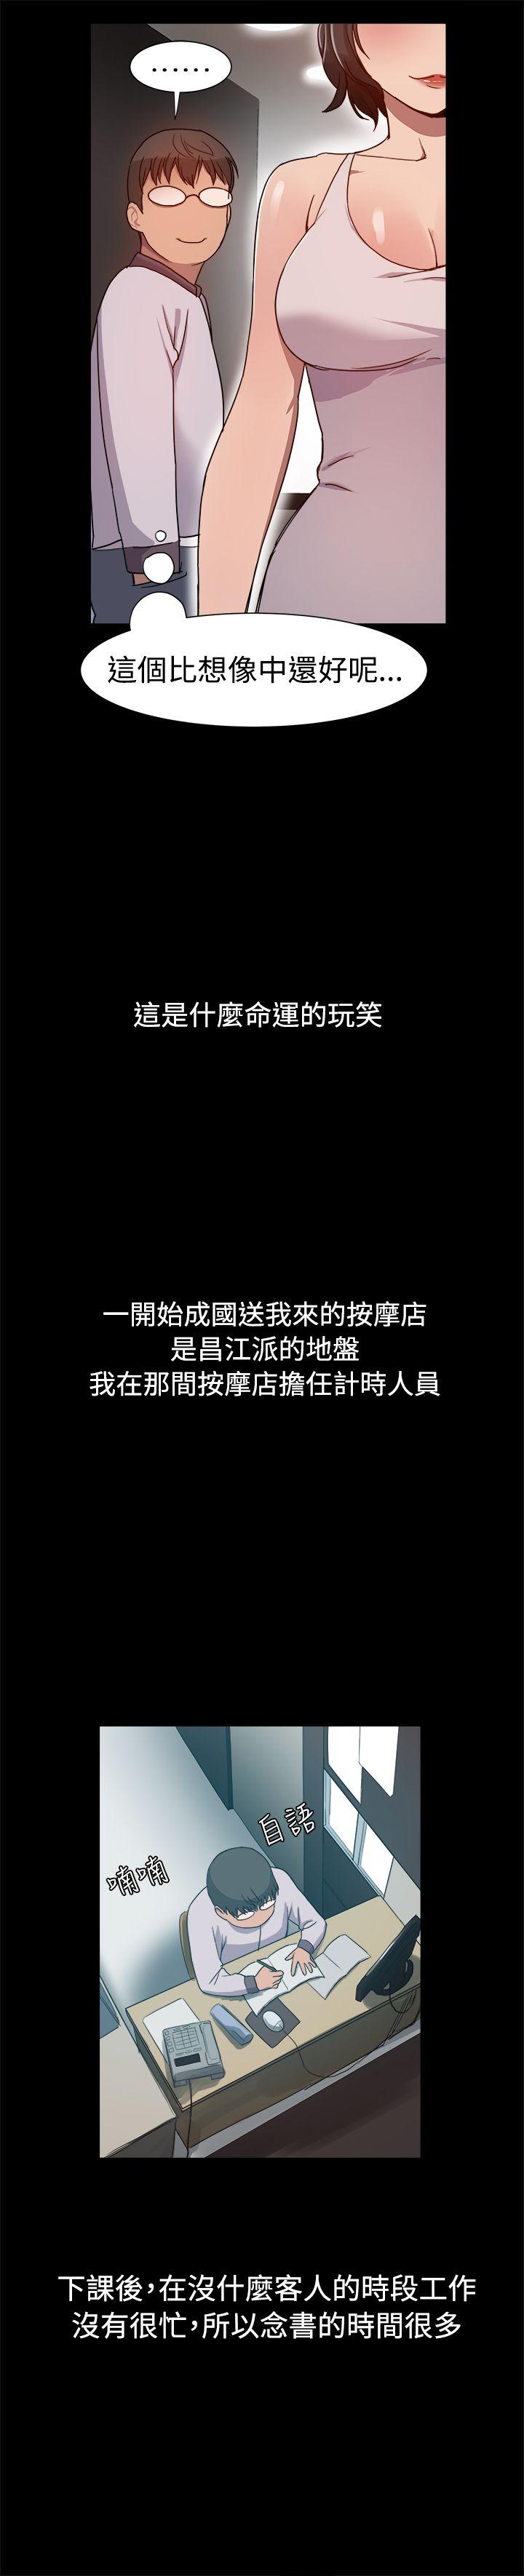 ……
這個比想像中還好呢...
這是什麼命運的玩笑
一開始成國送我來的按摩店
是昌江派的地盤
我在那間按摩店擔任計時人員
自語
喃喃
下課後，在沒什麼客人的時段工作
沒有很忙，所以念書的時間很多